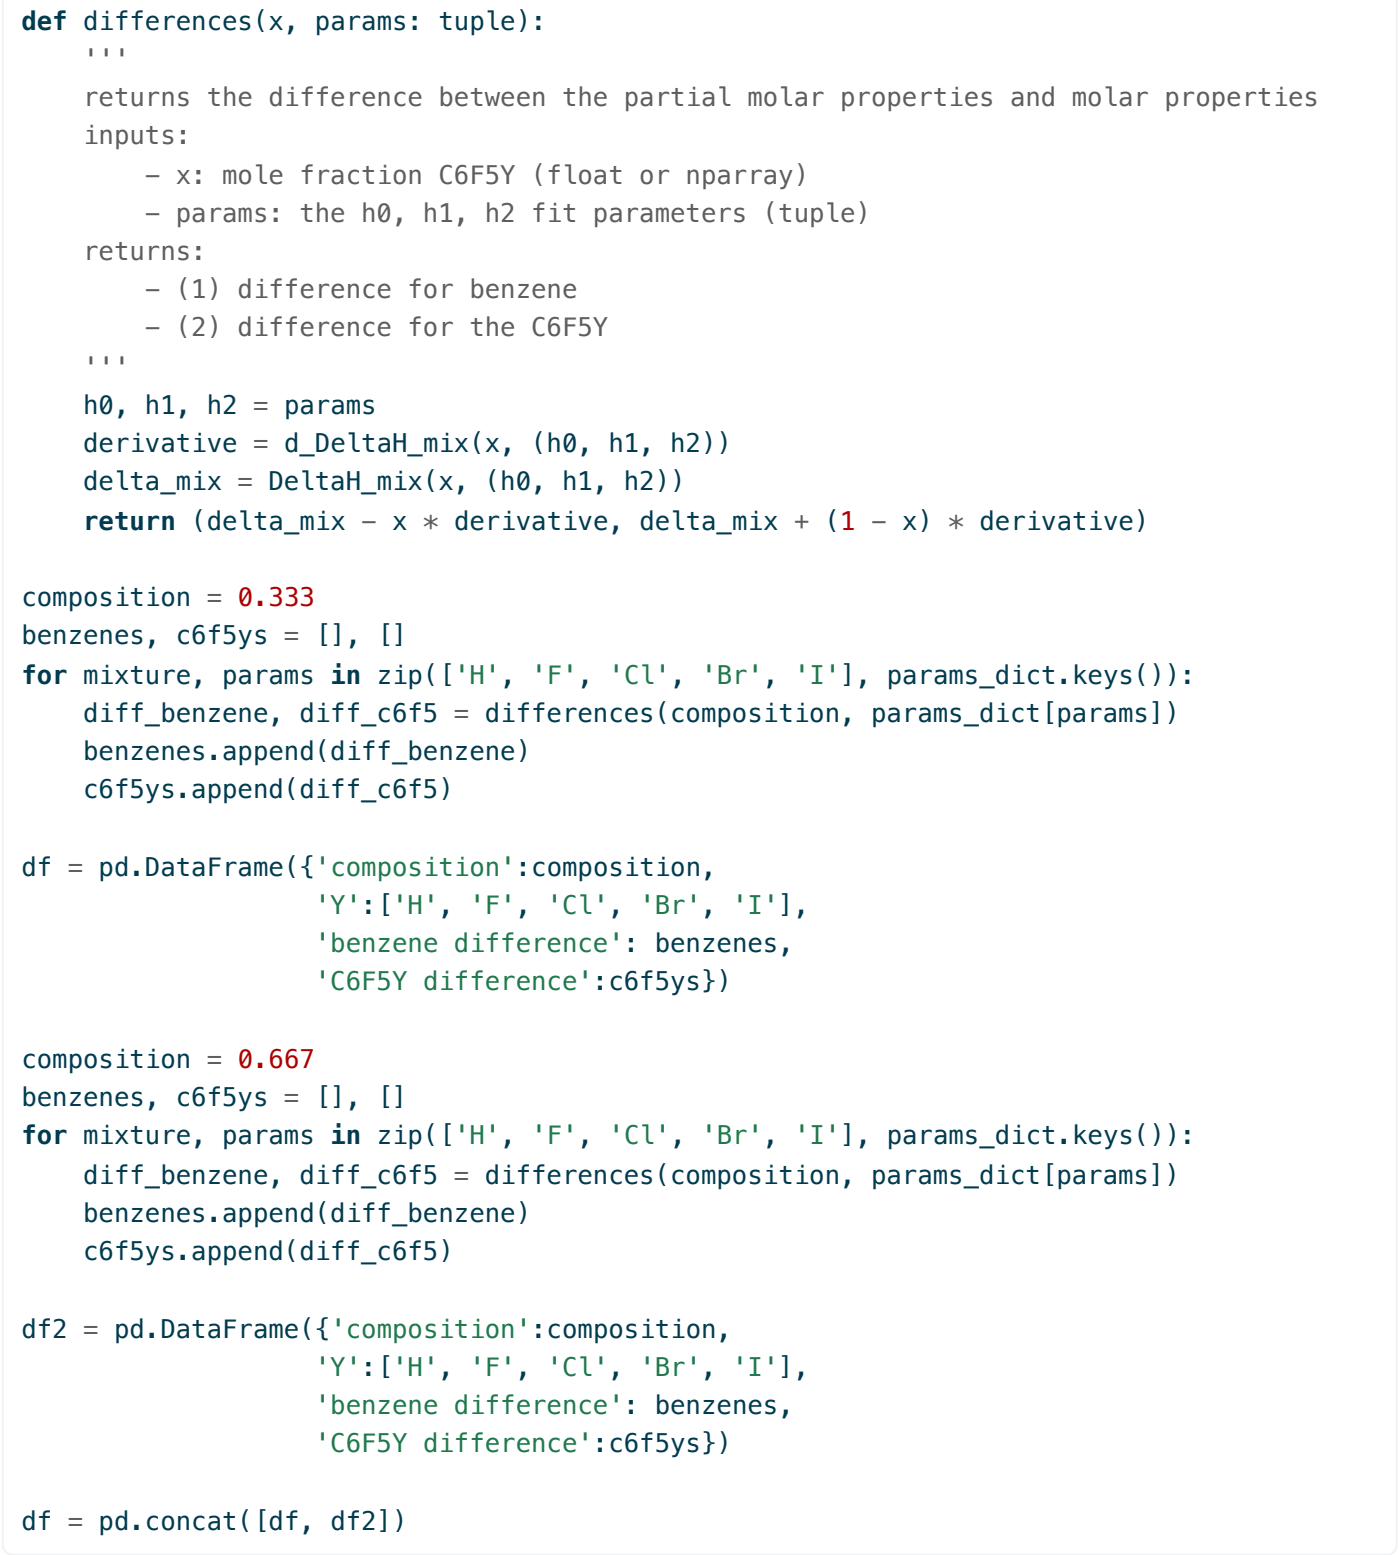 def differences(x, params: tuple):
    '''
    returns the difference between the partial molar properties and molar properties
    inputs:
        – x: mole fraction C6F5Y (float or nparray)
        – params: the h0, h1, h2 fit parameters (tuple)
    returns:
        – (1) difference for benzene
        – (2) difference for the C6F5Y
    '''
    h0, h1, h2 = params
    derivative = d_DeltaH_mix(x, (h0, h1, h2))
    delta_mix = DeltaH_mix(x, (h0, h1, h2))
    return (delta_mix – x * derivative, delta_mix + (1 – x) * derivative)

composition = 0.333
benzenes, c6f5ys = [], []
for mixture, params in zip(['H', 'F', 'Cl', 'Br', 'I'], params_dict.keys()):
    diff_benzene, diff_c6f5 = differences(composition, params_dict[params])
    benzenes.append(diff_benzene)
    c6f5ys.append(diff_c6f5)

df = pd.DataFrame({'composition':composition,
                   'Y':['H', 'F', 'Cl', 'Br', 'I'],
                   'benzene difference': benzenes,
                   'C6F5Y difference':c6f5ys})

composition = 0.667
benzenes, c6f5ys = [], []
for mixture, params in zip(['H', 'F', 'Cl', 'Br', 'I'], params_dict.keys()):
    diff_benzene, diff_c6f5 = differences(composition, params_dict[params])
    benzenes.append(diff_benzene)
    c6f5ys.append(diff_c6f5)

df2 = pd.DataFrame({'composition':composition,
                   'Y':['H', 'F', 'Cl', 'Br', 'I'],
                   'benzene difference': benzenes,
                   'C6F5Y difference':c6f5ys})

df = pd.concat([df, df2])